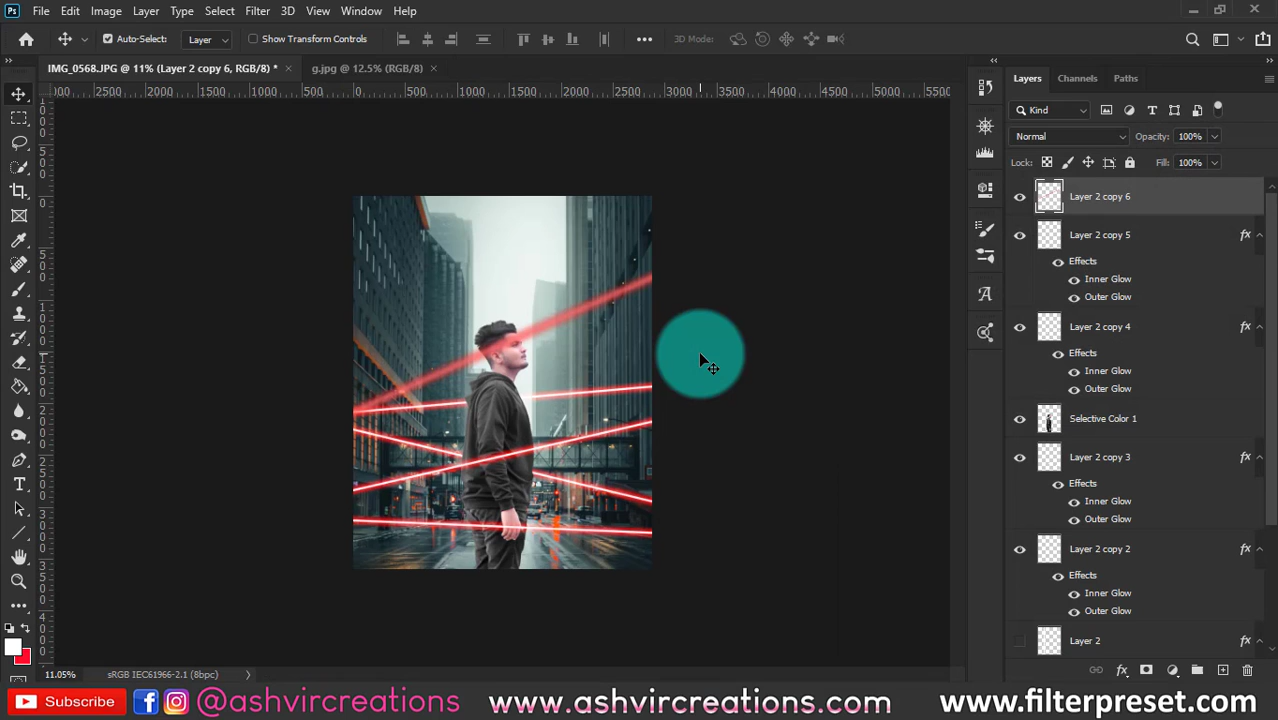 Ps File Edit Image Layer Type Select Filter 3D View Window Help
Auto-Select: Layer Show Transform Controls 3D Mode:
IMG_0568.JPG @ 11% (Layer 2 copy 6, RGB/8) * × g.jpg @ 12.5% (RGB/8) ×
Layers Channels Paths
Kind
Normal Opacity: 100%
Lock: Fill: 100%
Layer 2 copy 6
Layer 2 copy 5 fx
Effects
Inner Glow
Outer Glow
Layer 2 copy 4 fx
Effects
Inner Glow
Outer Glow
Selective Color 1
Layer 2 copy 3 fx
Effects
Inner Glow
Outer Glow
Layer 2 copy 2 fx
Effects
Inner Glow
Outer Glow
Layer 2 fx
11.05% sRGB IEC61966-2.1 (8bpc)
Subscribe @ashvircreations www.ashvircreations.com www.filterpreset.com